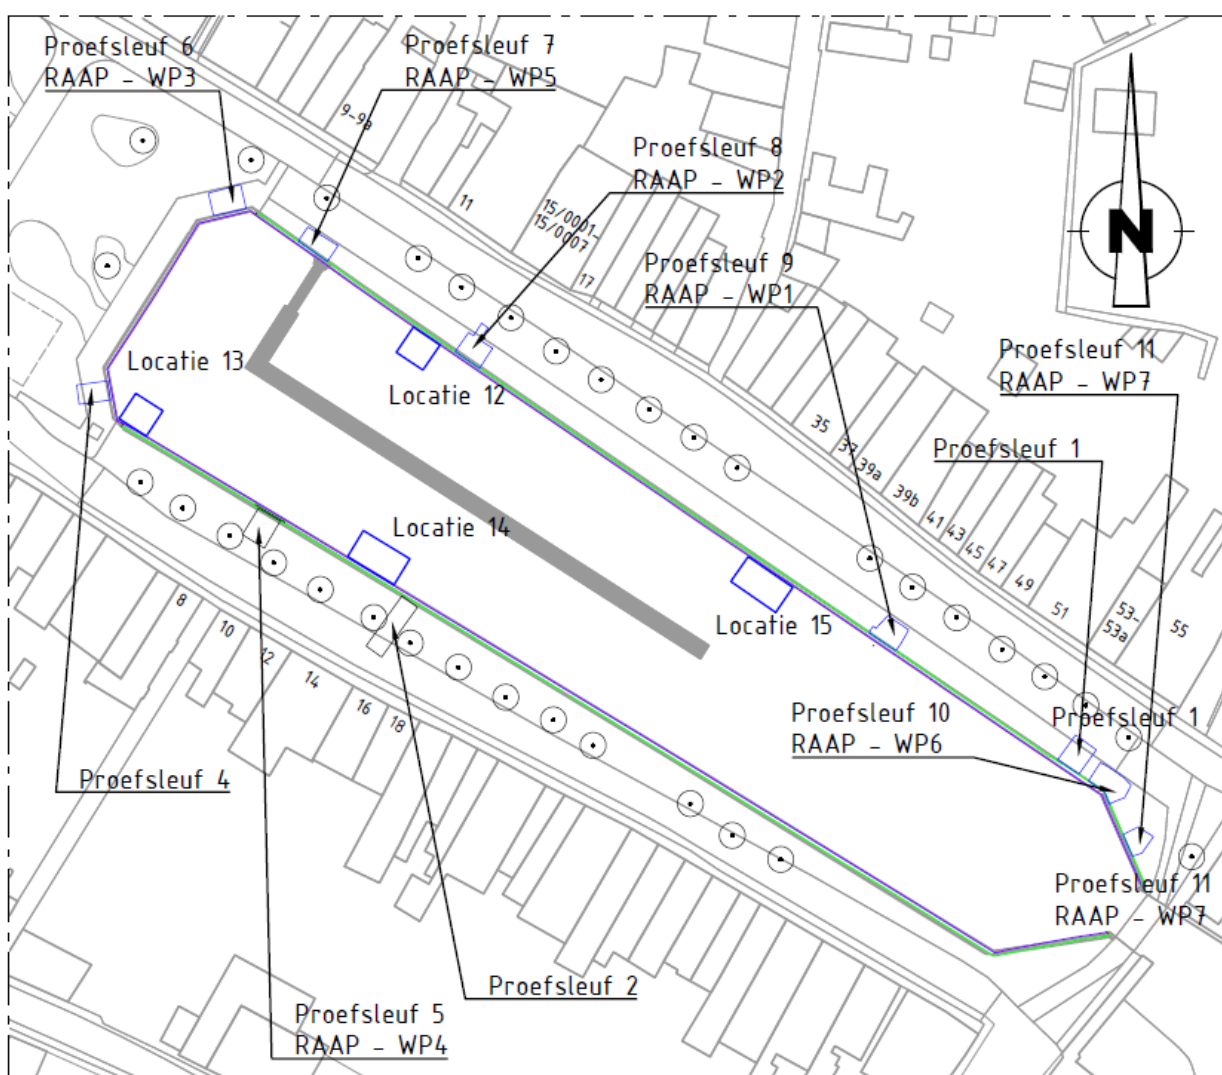 Proefsleuf 6
RAAP - WP3
Proefsleuf 7
RAAP - WP5
9-9a
Proefsleuf 8
RAAP - WP2
11
15/0001-
15/0007
17
N
Proefsleuf 9
RAAP - WP1
Proefsleuf 11
RAAP - WP7
Locatie 13
Locatie 12
35
37
39a
39b
41
43
45
47
49
51
53-
53a
55
Proefsleuf 1
Locatie 14
Locatie 15
8
10
12
14
16
18
Proefsleuf 10
RAAP - WP6
Proefsleuf 1
Proefsleuf 4
Proefsleuf 11
RAAP - WP7
Proefsleuf 2
Proefsleuf 5
RAAP - WP4